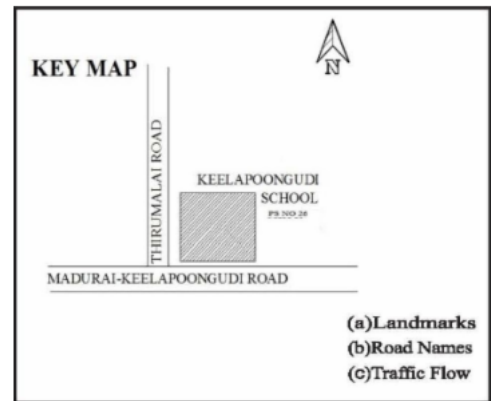 N
KEY MAP
THIRUMALAI ROAD
KEELAPOONGUDI
SCHOOL
PS NO 26
MADURAI-KEELAPOONGUDI ROAD
(a)Landmarks
(b)Road Names
(c)Traffic Flow